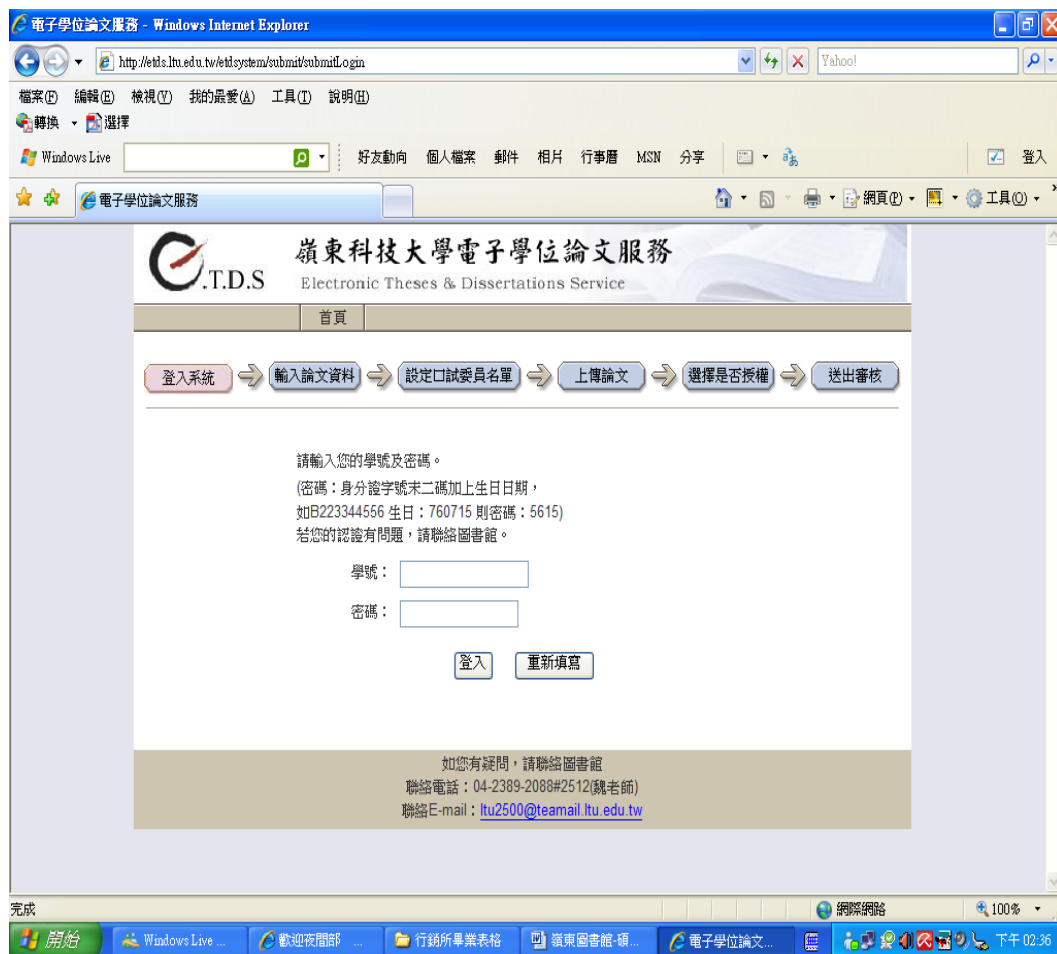 電子學位論文服務 - Windows Internet Explorer
http://etds.ltu.edu.tw/etdsystem/submit/submitLogin
Yahoo!
檔案(F) 編輯(E) 檢視(V) 我的最愛(A) 工具(T) 說明(H)
轉換 選擇
Windows Live 好友動向 個人檔案 郵件 相片 行事曆 MSN 分享 登入
電子學位論文服務 網頁(P) 工具(O)
.T.D.S
嶺東科技大學電子學位論文服務
Electronic Theses & Dissertations Service
首頁
登入系統 輸入論文資料 設定口試委員名單 上傳論文 選擇是否授權 送出審核
請輸入您的學號及密碼。
(密碼：身分證字號末二碼加上生日日期，
如B223344556 生日：760715 則密碼：5615)
若您的認證有問題，請聯絡圖書館。
學號：
密碼：
登入 重新填寫
如您有疑問，請聯絡圖書館
聯絡電話：04-2389-2088#2512(魏老師)
聯絡E-mail：ltu2500@teamail.ltu.edu.tw
完成 網際網路 100%
開始 Windows Live ... 歡迎夜間部 ... 行銷所畢業表格 嶺東圖書館-碩... 電子學位論文... 下午 02:36